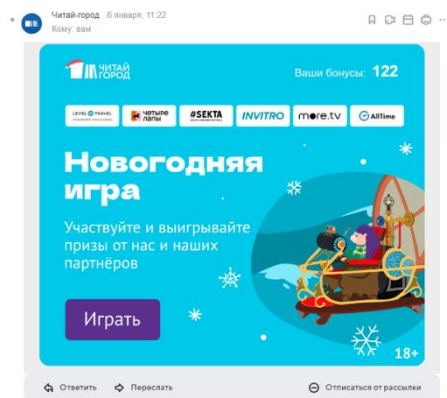 Читай-город 6 января, 11:22
Кому: вам
ЧИТАЙ
ГОРОД
Ваши бонусы: 122
LEVEL TRAVEL
ЧЕТЫРЕ
ЛАПЫ
#SEKTA
INVITRO
more.tv
AllTime
Новогодняя
игра
Участвуйте и выигрывайте
призы от нас и наших
партнёров
Играть
18+
Ответить
Переслать
Отписаться от рассылки